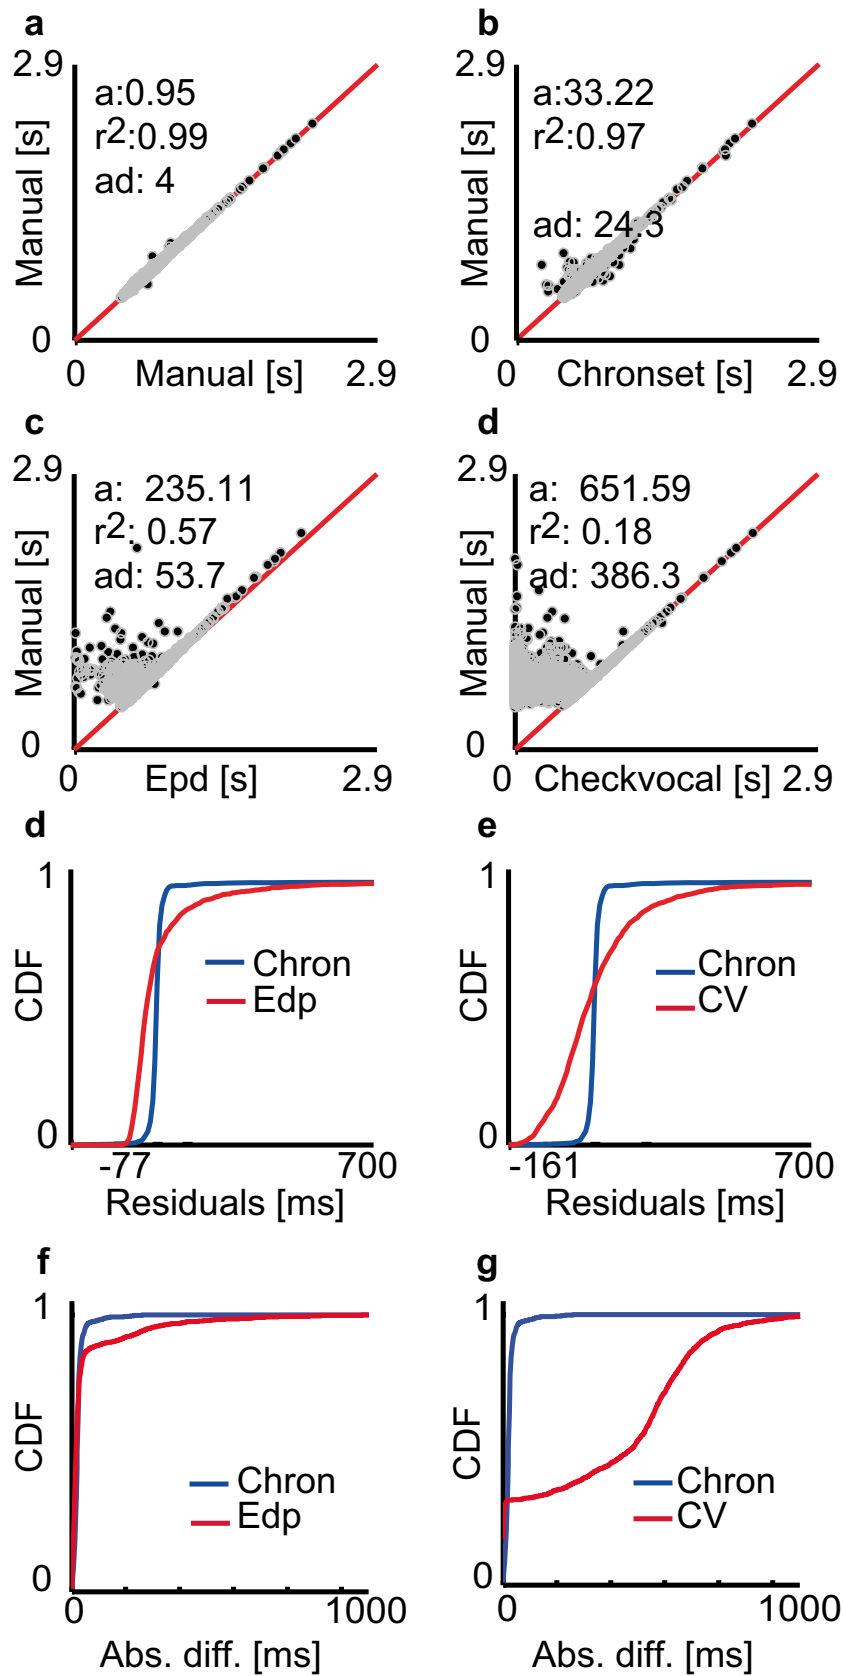 a
2.9
a:0.95
r2:0.99
ad: 4
Manual [s]
0
0 Manual [s] 2.9
b
2.9
a:33.22
r2:0.97
ad: 24.3
Manual [s]
0
0 Chronset [s] 2.9
c
2.9
a: 235.11
r2: 0.57
ad: 53.7
Manual [s]
0
0 Epd [s] 2.9
d
2.9
a: 651.59
r2: 0.18
ad: 386.3
Manual [s]
0
0 Checkvocal [s] 2.9
d
1
CDF
Chron
Edp
0
-77 700
Residuals [ms]
e
1
CDF
Chron
CV
0
-161 700
Residuals [ms]
f
1
CDF
Chron
Edp
0
0 1000
Abs. diff. [ms]
g
1
CDF
Chron
CV
0
0 1000
Abs. diff. [ms]